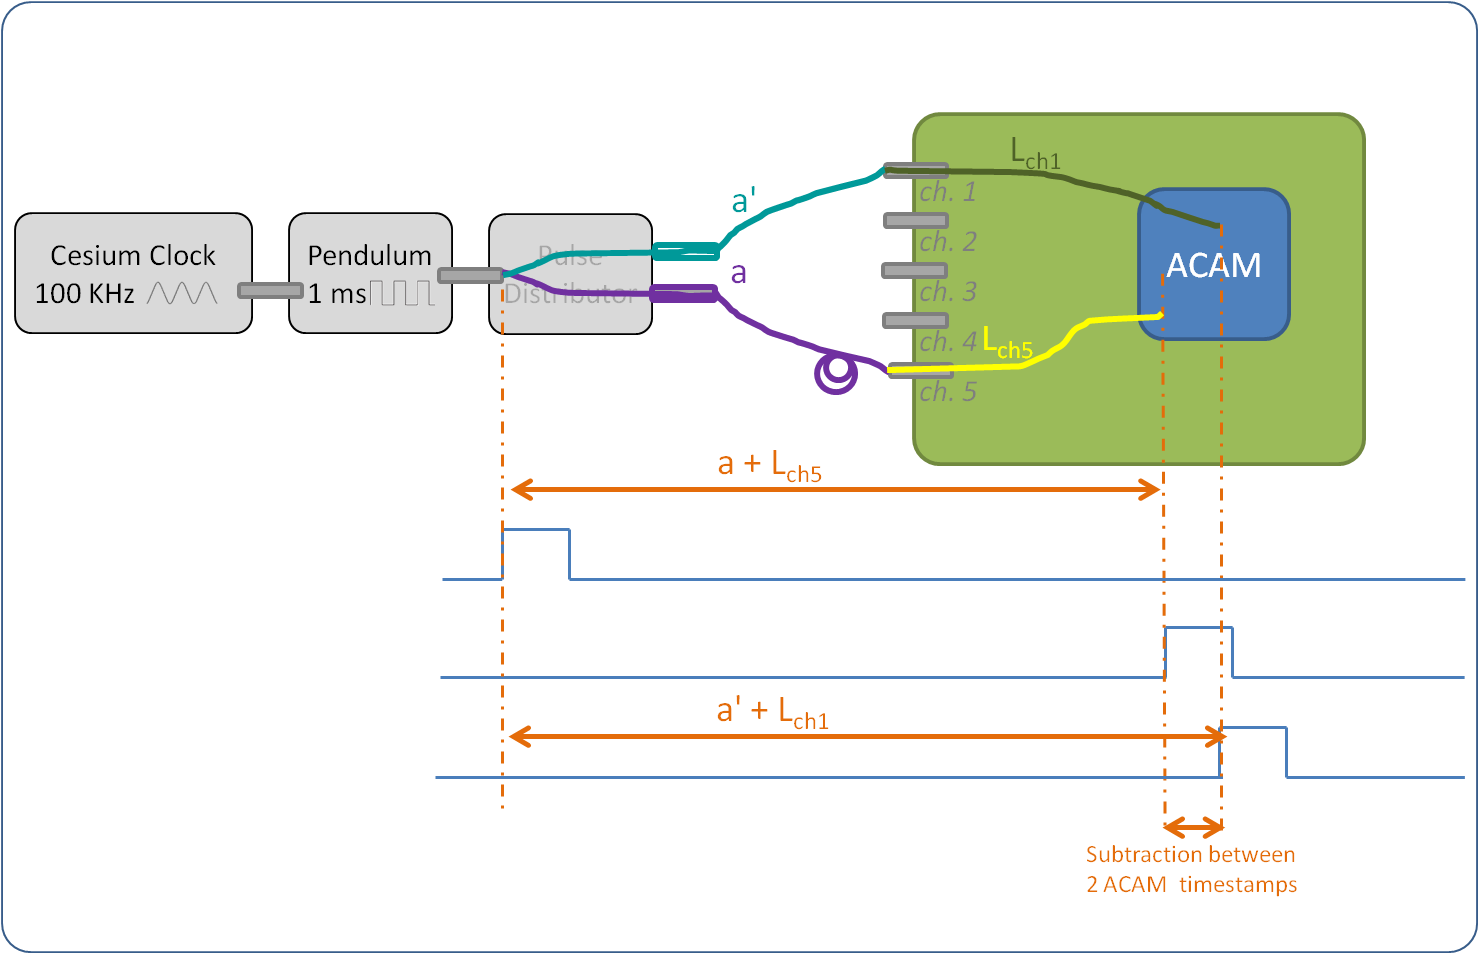 Cesium Clock
100 KHz
Pendulum
1 ms
Pulse
Distributor
a'
a
Lch1
ch. 1
ch. 2
ch. 3
ch. 4
Lch5
ch. 5
ACAM
a + Lch5
a' + Lch1
Subtraction between
2 ACAM timestamps